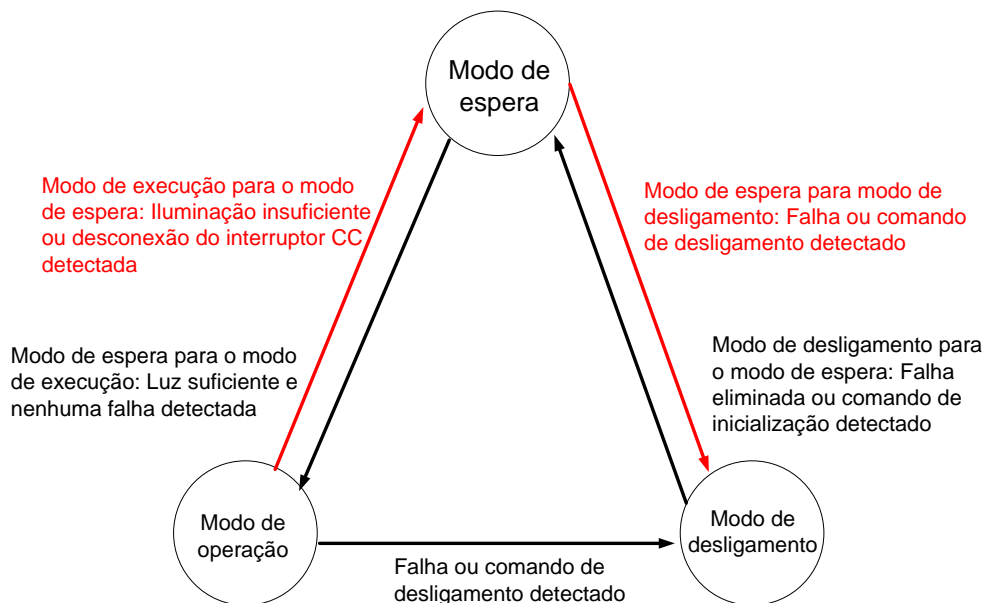 Modo de
espera
Modo de execução para o modo
de espera: Iluminação insuficiente
ou desconexão do interruptor CC
detectada
Modo de espera para modo de
desligamento: Falha ou comando
de desligamento detectado
Modo de espera para o modo
de execução: Luz suficiente e
nenhuma falha detectada
Modo de desligamento para
o modo de espera: Falha
eliminada ou comando de
inicialização detectado
Modo de
operação
Modo de
desligamento
Falha ou comando de
desligamento detectado